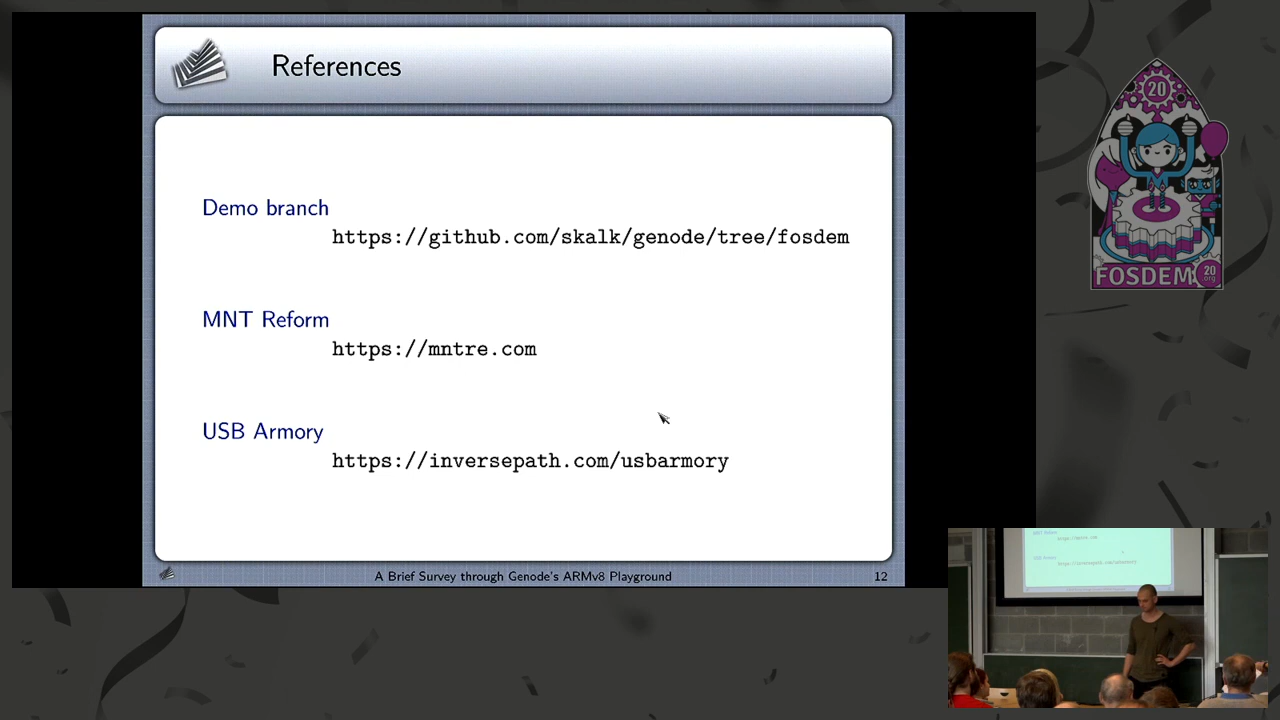 References
Demo branch
https://github.com/skalk/genode/tree/fosdem
MNT Reform
https://mntre.com
USB Armory
https://inversepath.com/usbarmory
A Brief Survey through Genode's ARMv8 Playground
12
20
FOSDEM
20
.org